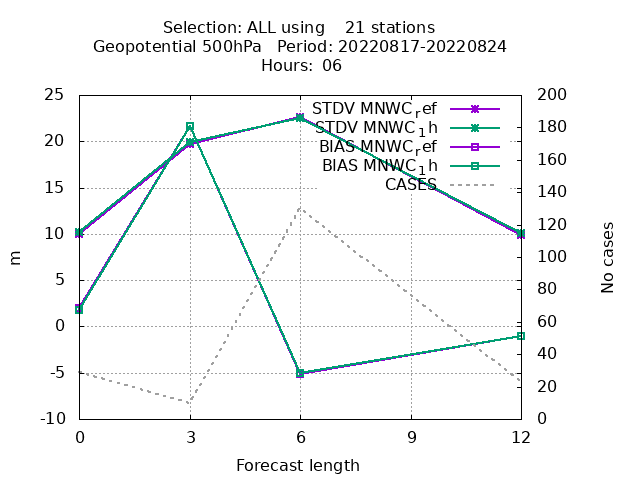 Selection: ALL using 21 stations
Geopotential 500hPa Period: 20220817-20220824
Hours: 06
25
20
15
10
5
0
-5
-10
m
200
180
160
140
120
100
80
60
40
20
0
No cases
STDV MNWC_ref
STDV MNWC_1h
BIAS MNWC_ref
BIAS MNWC_1h
CASES
0 3 6 9 12
Forecast length